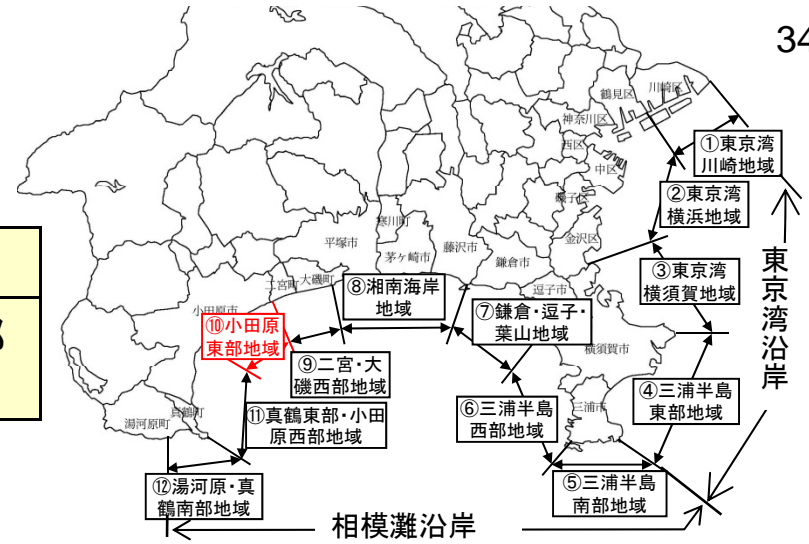 34
鶴見区
川崎区
神奈川区
西区
中区
磯子区
金沢区
①東京湾
川崎地域
②東京湾
横浜地域
③東京湾
横須賀地域
東京湾沿岸
寒川町
平塚市
茅ヶ崎市
藤沢市
鎌倉市
逗子市
二宮町
大磯町
小田原市
横須賀市
三浦市
真鶴町
湯河原町
⑧湘南海岸
地域
⑦鎌倉・逗子・
葉山地域
⑩小田原
東部地域
⑨二宮・大
磯西部地域
④三浦半島
東部地域
⑥三浦半島
西部地域
⑪真鶴東部・小田
原西部地域
⑤三浦半島
南部地域
⑫湯河原・真
鶴南部地域
相模灘沿岸